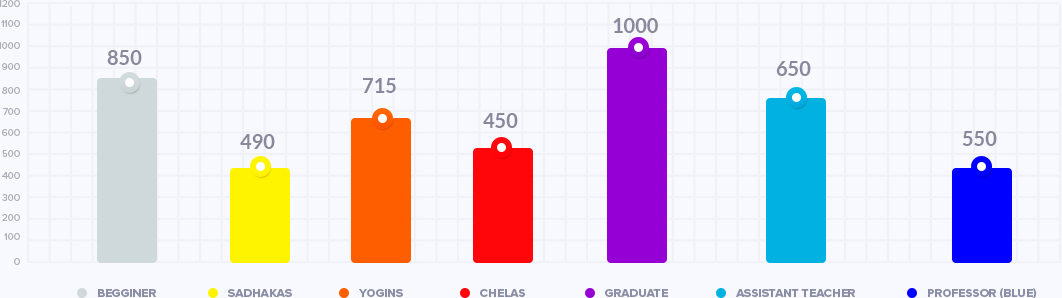 1200
1100
1000
900
800
700
600
500
400
300
200
100
0
850
490
715
450
1000
650
550
BEGGINER
SADHAKAS
YOGINS
CHELAS
GRADUATE
ASSISTANT TEACHER
PROFESSOR (BLUE)